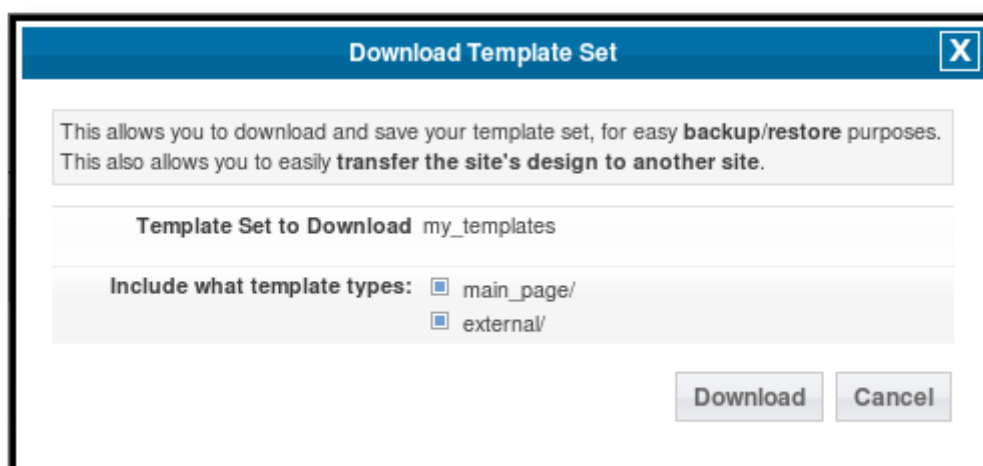 Download Template Set X
This allows you to download and save your template set, for easy backup/restore purposes.
This also allows you to easily transfer the site's design to another site.
Template Set to Download my_templates
Include what template types: main_page/
external/
Download Cancel